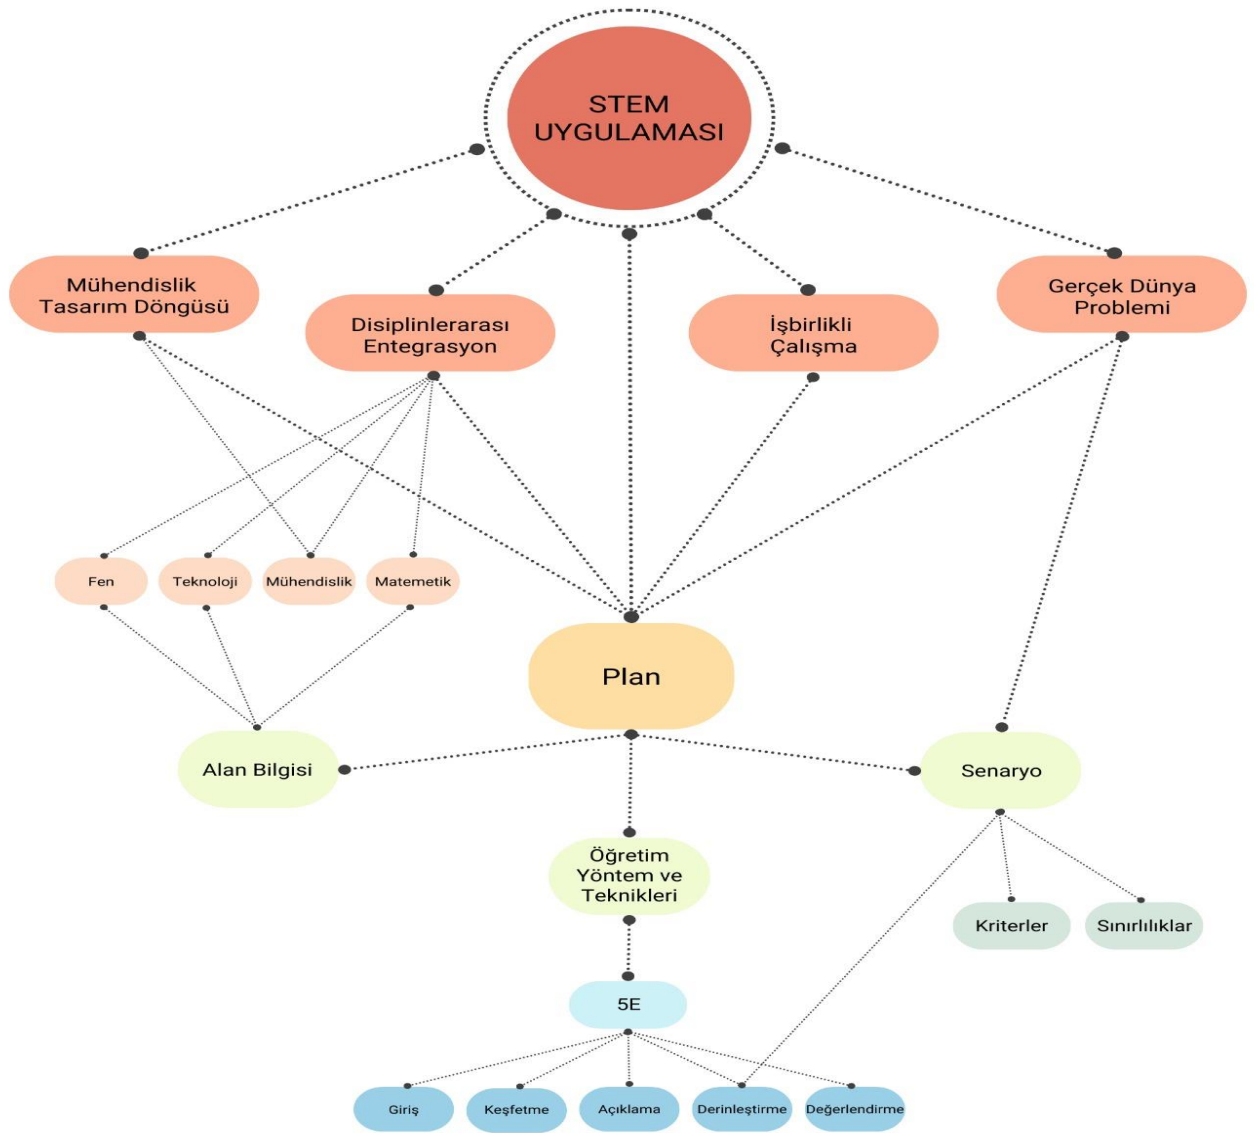 STEM
UYGULAMASI
Mühendislik
Tasarım Döngüsü
Disiplinlerarası
Entegrasyon
İşbirlikli
Çalışma
Gerçek Dünya
Problemi
Fen
Teknoloji
Mühendislik
Matemetik
Plan
Alan Bilgisi
Senaryo
Öğretim
Yöntem ve
Teknikleri
Kriterler
Sınırlılıklar
5E
Giriş
Keşfetme
Açıklama
Derinleştirme
Değerlendirme